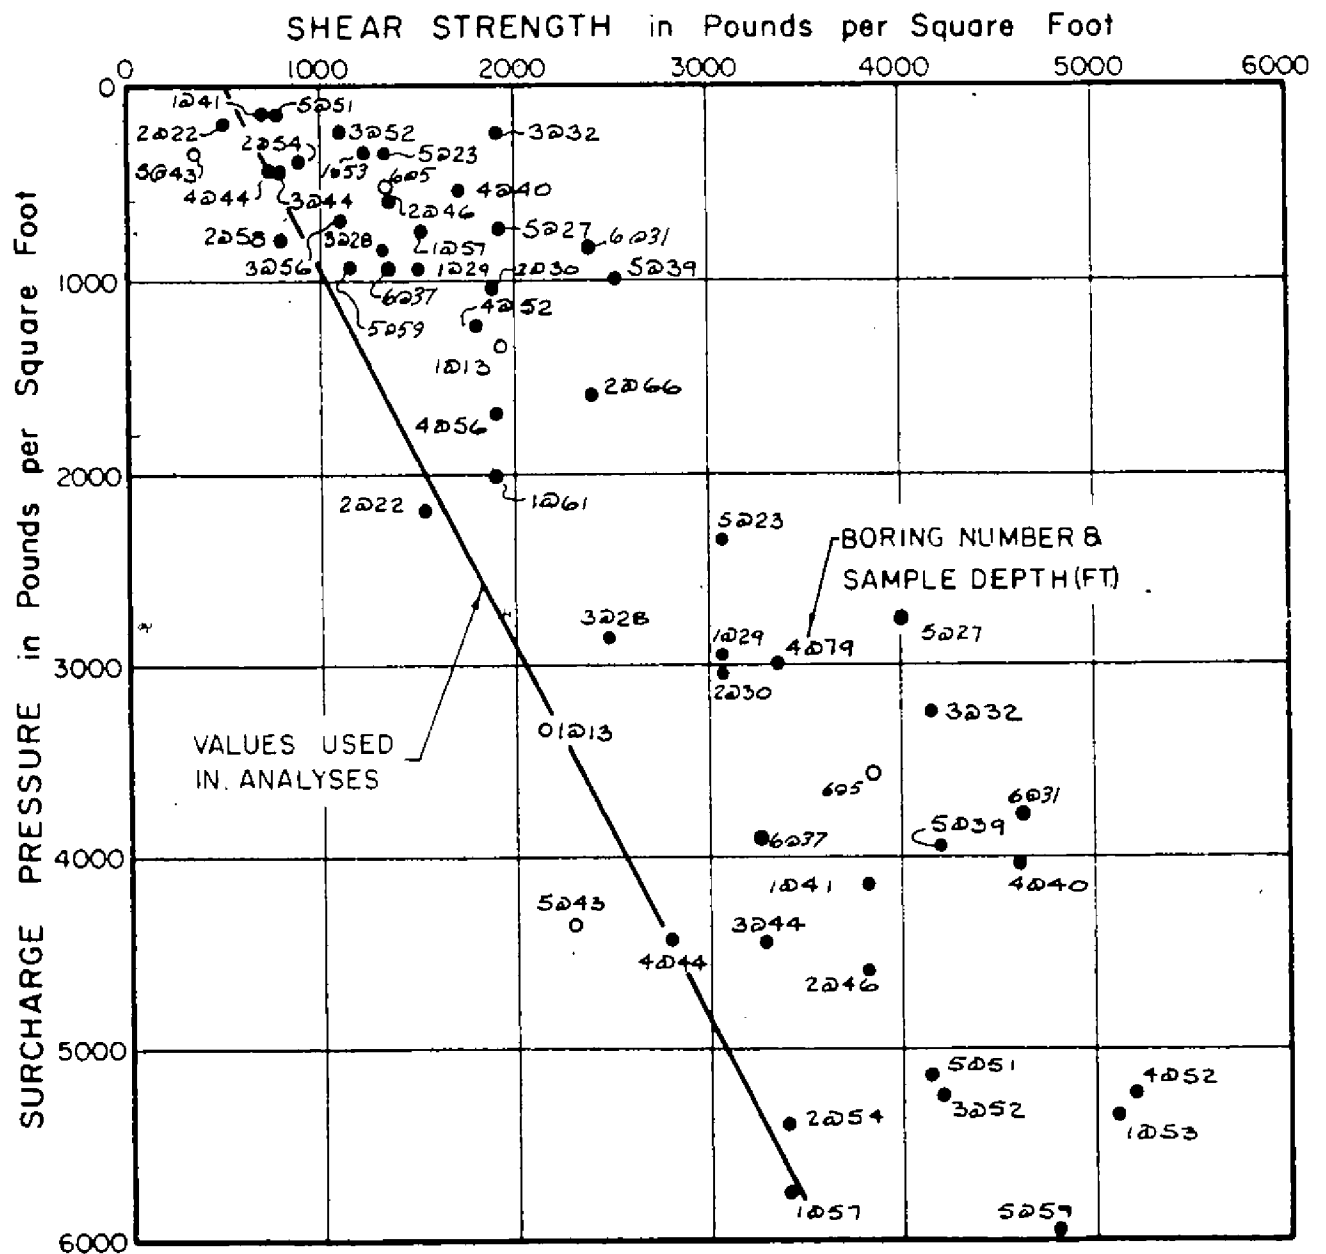 SHEAR STRENGTH in Pounds per Square Foot
0 1000 2000 3000 4000 5000 6000
SURCHARGE PRESSURE in Pounds per Square Foot
0
1@41 5@51
2@22 3@52 3@32
2@54
5@23
5@43 1@53 6@5
4@44 3@44 4@40
2@46
2@58 3@28 1@57 5@27 6@31
3@56 1@29 2@30 5@39
1000
6@37
5@59 4@52
1@13
2@66
4@56
2000
2@22 1@61
5@23
BORING NUMBER &
SAMPLE DEPTH (FT)
3@28
1@29 4@79 5@27
3000
2@30
3@32
1@13
VALUES USED
IN ANALYSES
6@5
6@31
5@39
6@37
4000
1@41 4@40
5@43
3@44
4@44
2@46
5000
5@51 4@52
3@52
2@54
1@53
1@57 5@59
6000